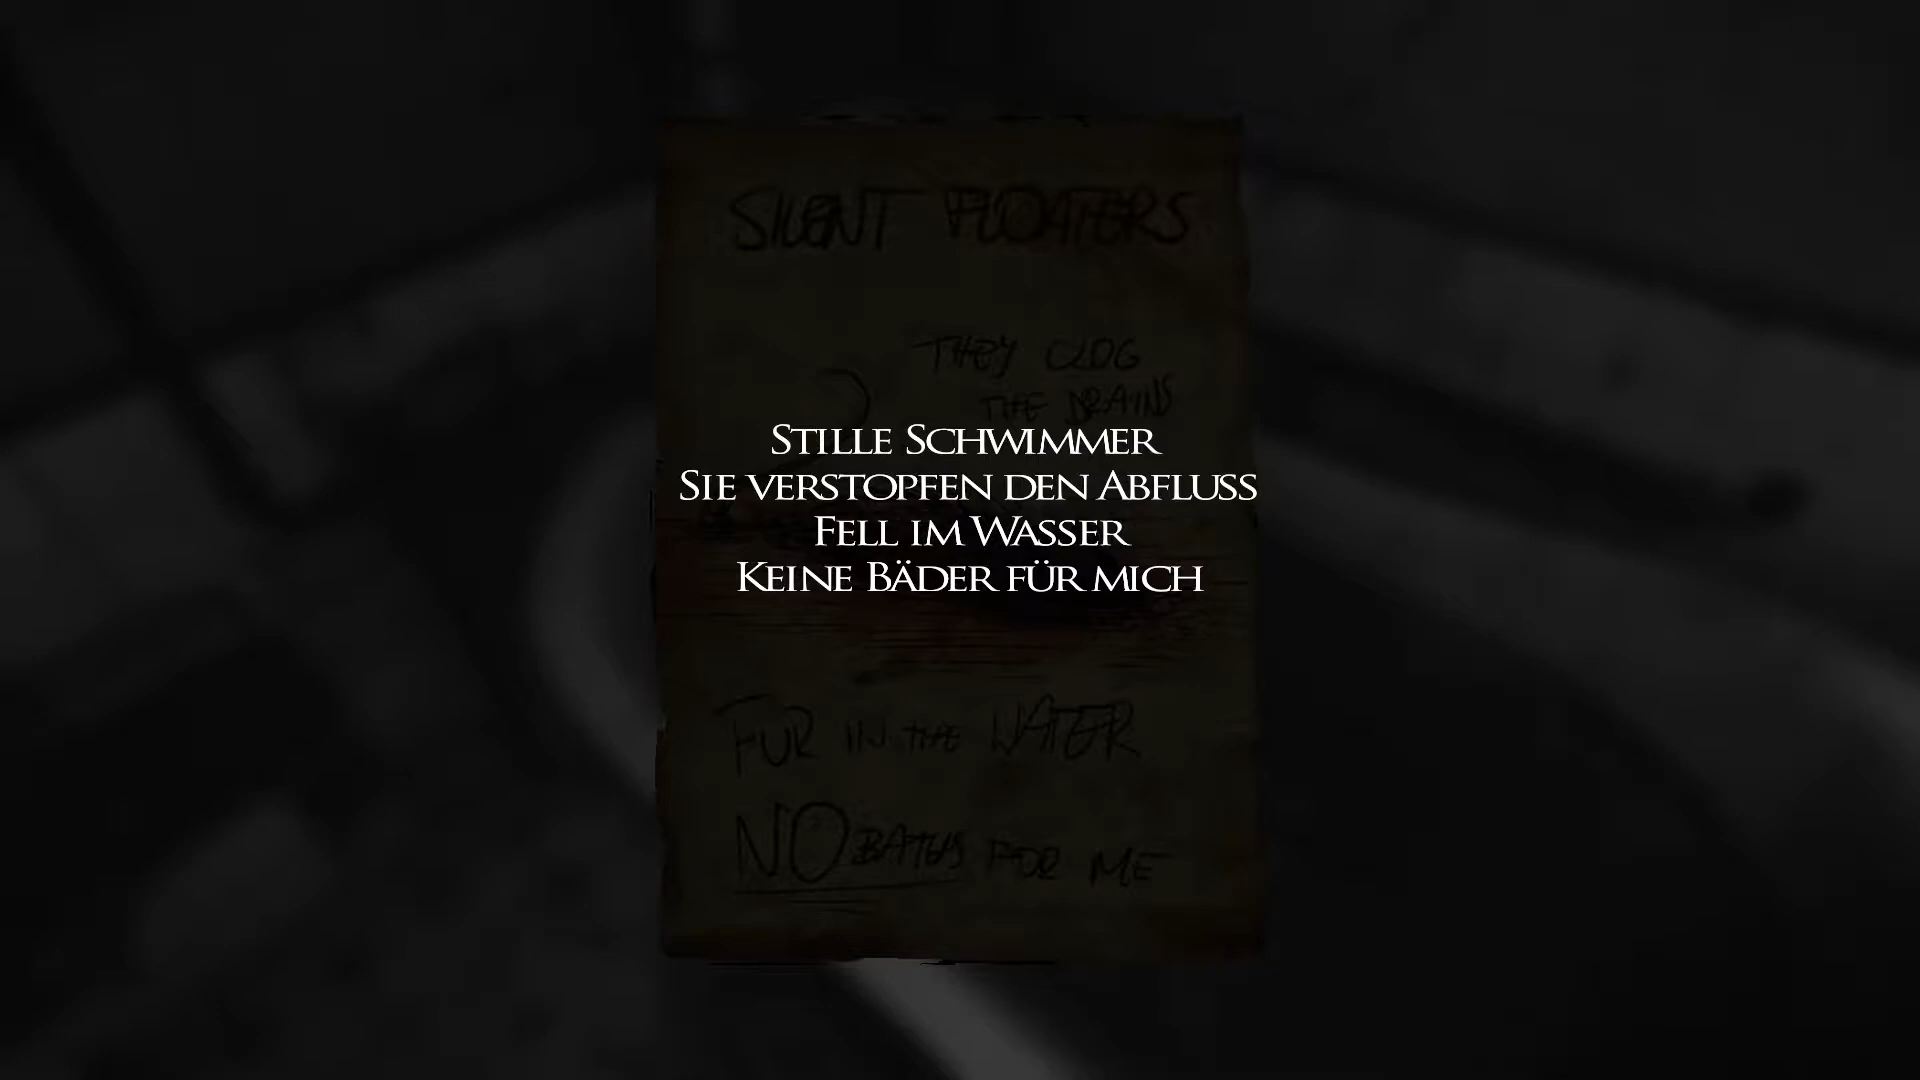 SILENT FLOATERS
THEY CLOG
THE DRAINS
STILLE SCHWIMMER
SIE VERSTOPFEN DEN ABFLUSS
FELL IM WASSER
KEINE BÄDER FÜR MICH
FUR IN THE WATER
NO BATHS FOR ME